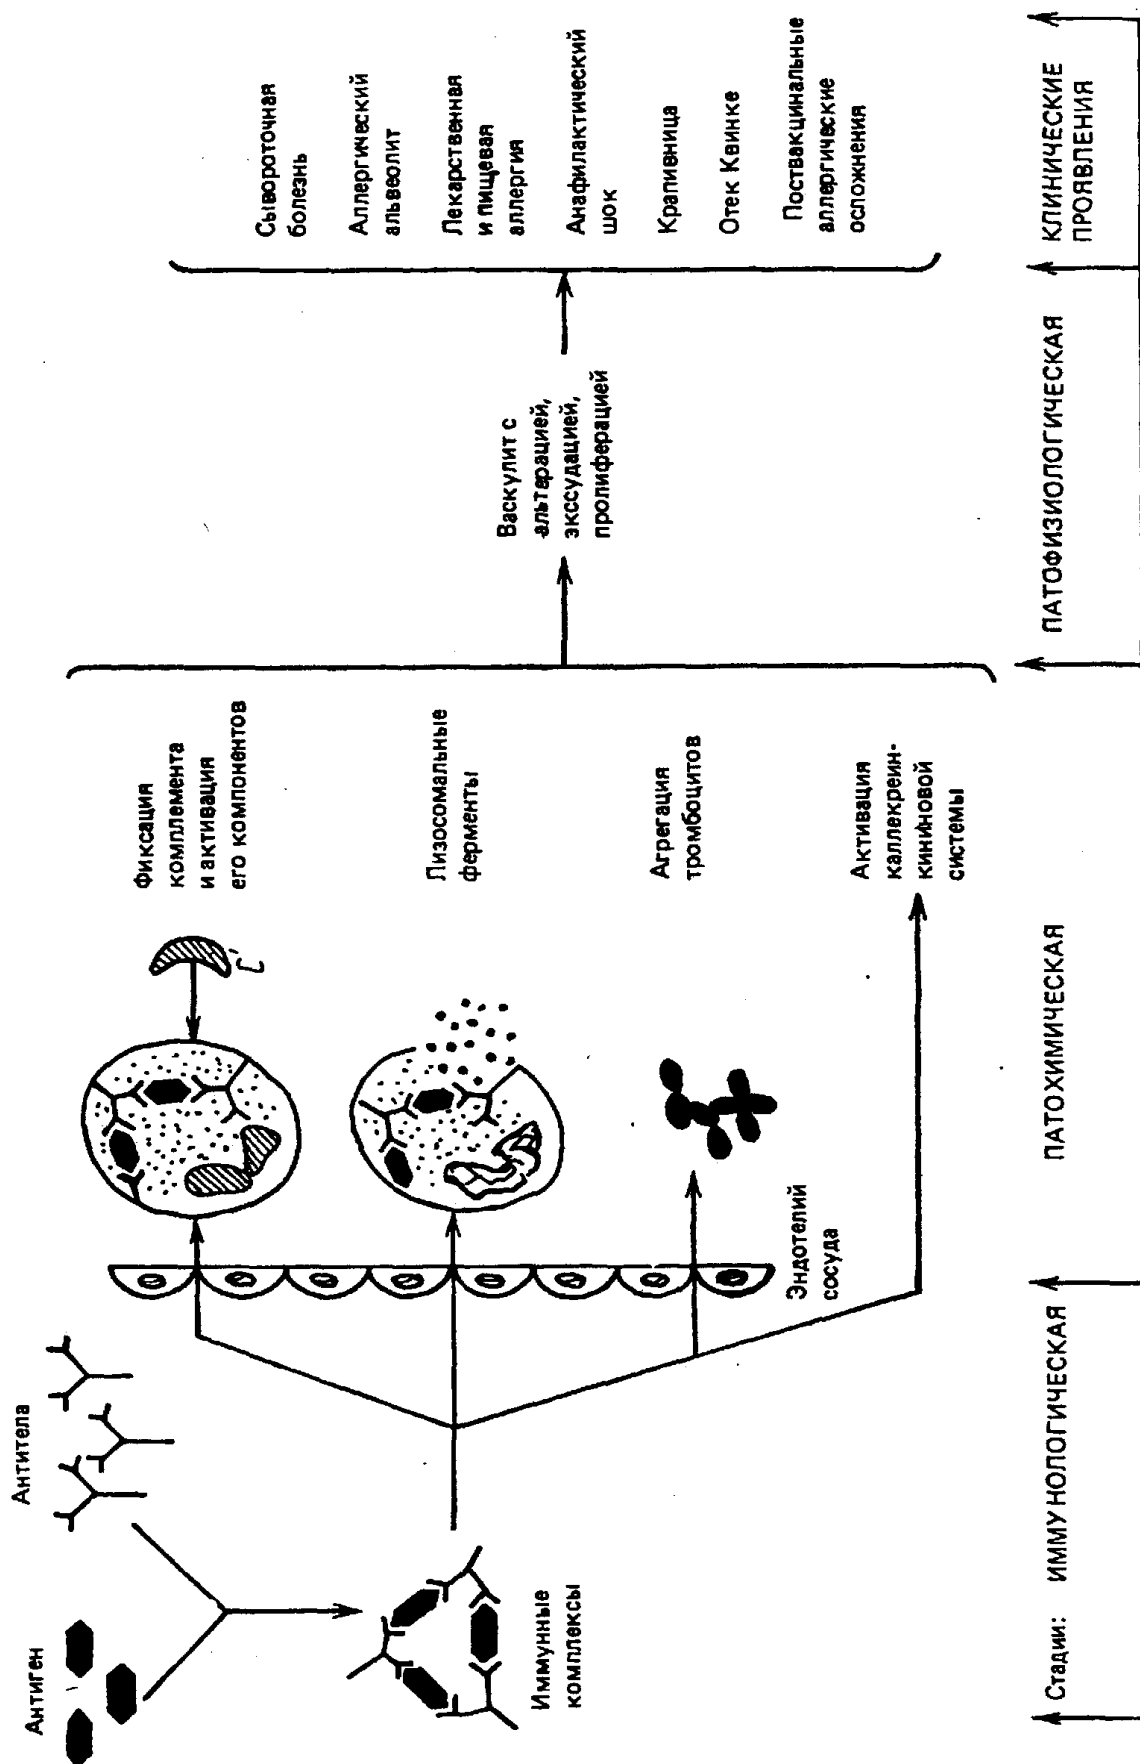 Антиген
Антитела
Иммунные
комплексы
Эндотелий
сосуда
C'
Фиксация
комплемента
и активация
его компонентов
Лизосомальные
ферменты
Агрегация
тромбоцитов
Активация
каллекреин-
кининовой
системы
Васкулит с
альтерацией,
экссудацией,
пролиферацией
Сывороточная
болезнь
Аллергический
альвеолит
Лекарственная
и пищевая
аллергия
Анафилактический
шок
Крапивница
Отек Квинке
Поствакцинальные
аллергические
осложнения
Стадии: ИММУНОЛОГИЧЕСКАЯ
ПАТОХИМИЧЕСКАЯ
ПАТОФИЗИОЛОГИЧЕСКАЯ
КЛИНИЧЕСКИЕ
ПРОЯВЛЕНИЯ